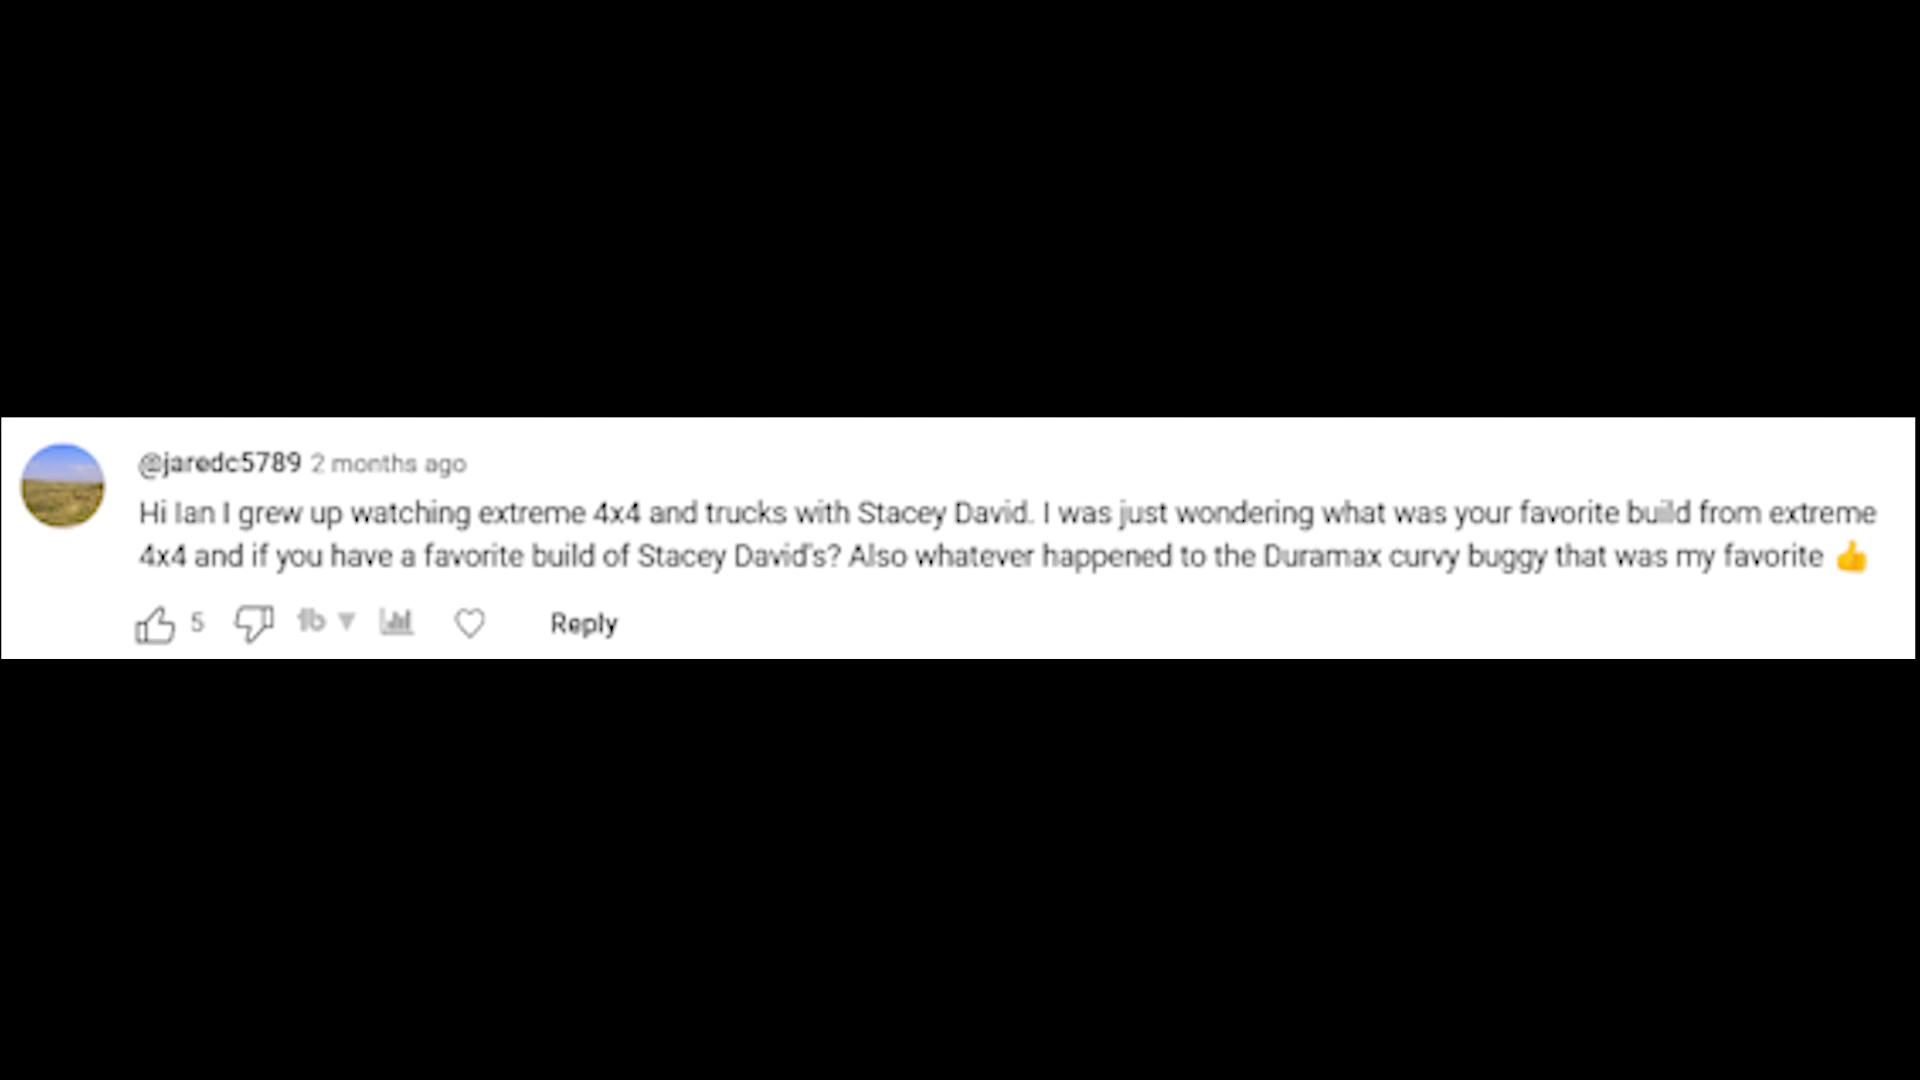 @jaredc5789 2 months ago
Hi Ian I grew up watching extreme 4x4 and trucks with Stacey David. I was just wondering what was your favorite build from extreme
4x4 and if you have a favorite build of Stacey David's? Also whatever happened to the Duramax curvy buggy that was my favorite 👍
5 tb Reply